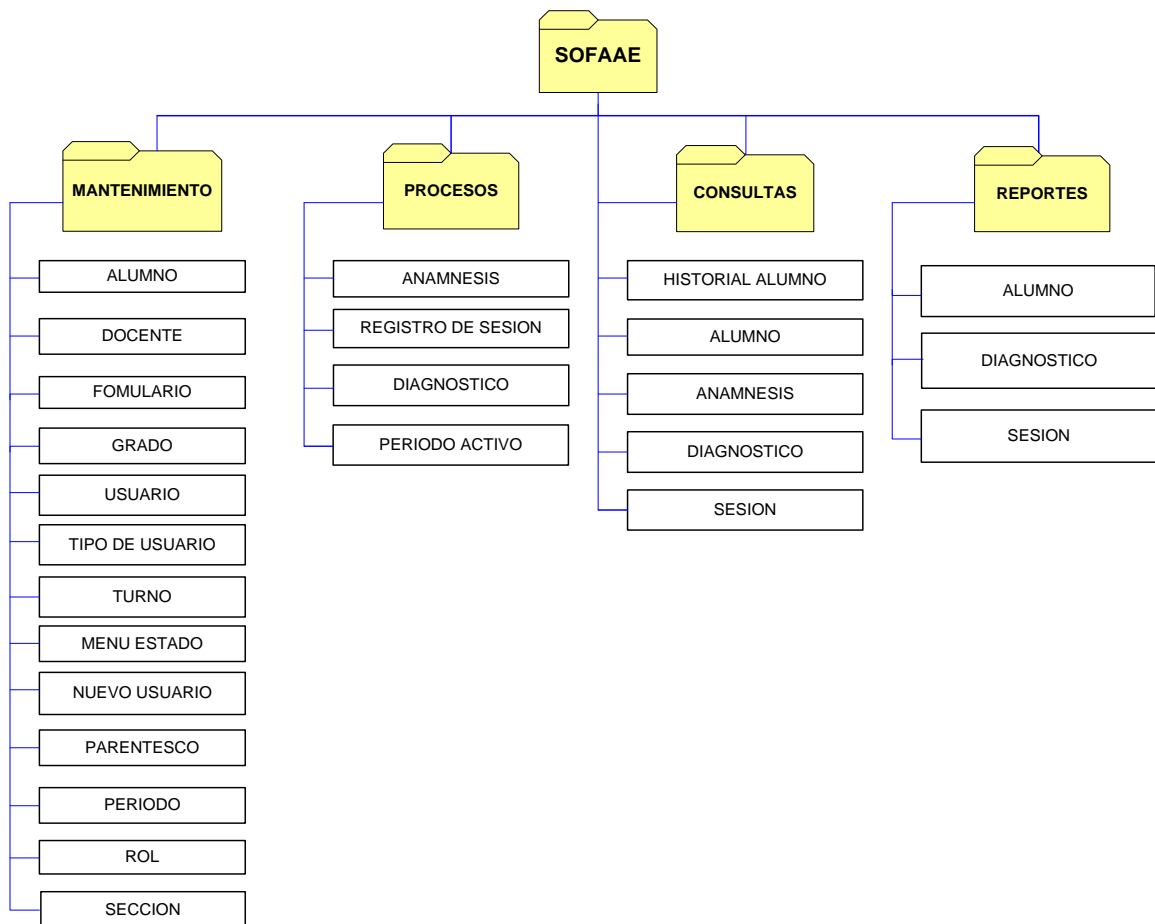 SOFAAE
MANTENIMIENTO
ALUMNO
DOCENTE
FOMULARIO
GRADO
USUARIO
TIPO DE USUARIO
TURNO
MENU ESTADO
NUEVO USUARIO
PARENTESCO
PERIODO
ROL
SECCION
PROCESOS
ANAMNESIS
REGISTRO DE SESION
DIAGNOSTICO
PERIODO ACTIVO
CONSULTAS
HISTORIAL ALUMNO
ALUMNO
ANAMNESIS
DIAGNOSTICO
SESION
REPORTES
ALUMNO
DIAGNOSTICO
SESION